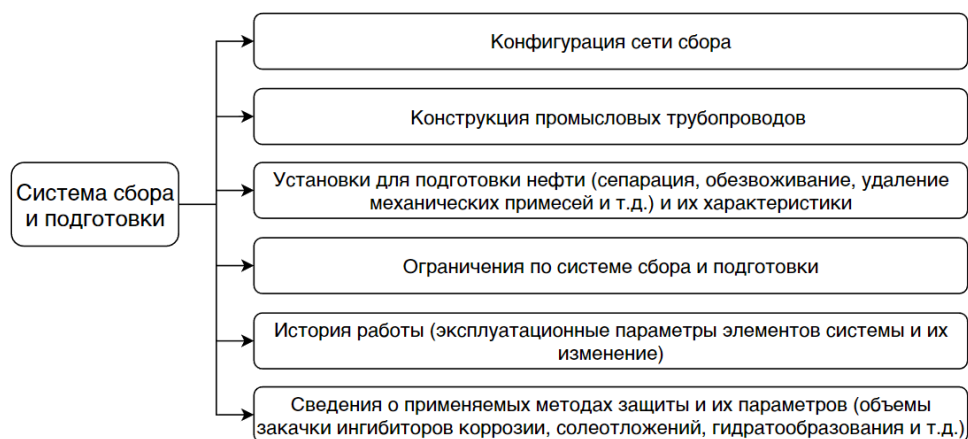 Система сбора
и подготовки
Конфигурация сети сбора
Конструкция промысловых трубопроводов
Установки для подготовки нефти (сепарация, обезвоживание, удаление
механических примесей и т.д.) и их характеристики
Ограничения по системе сбора и подготовки
История работы (эксплуатационные параметры элементов системы и их
изменение)
Сведения о применяемых методах защиты и их параметров (объемы
закачки ингибиторов коррозии, солеотложений, гидратообразования и т.д.)